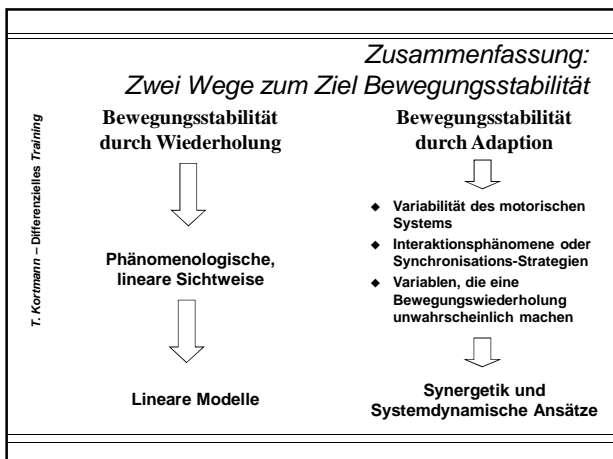 Zusammenfassung:
Zwei Wege zum Ziel Bewegungsstabilität
T. Kortmann – Differenzielles Training
Bewegungsstabilität
durch Wiederholung
Phänomenologische,
lineare Sichtweise
Lineare Modelle
Bewegungsstabilität
durch Adaption
◆ Variabilität des motorischen
Systems
◆ Interaktionsphänomene oder
Synchronisations-Strategien
◆ Variablen, die eine
Bewegungswiederholung
unwahrscheinlich machen
Synergetik und
Systemdynamische Ansätze